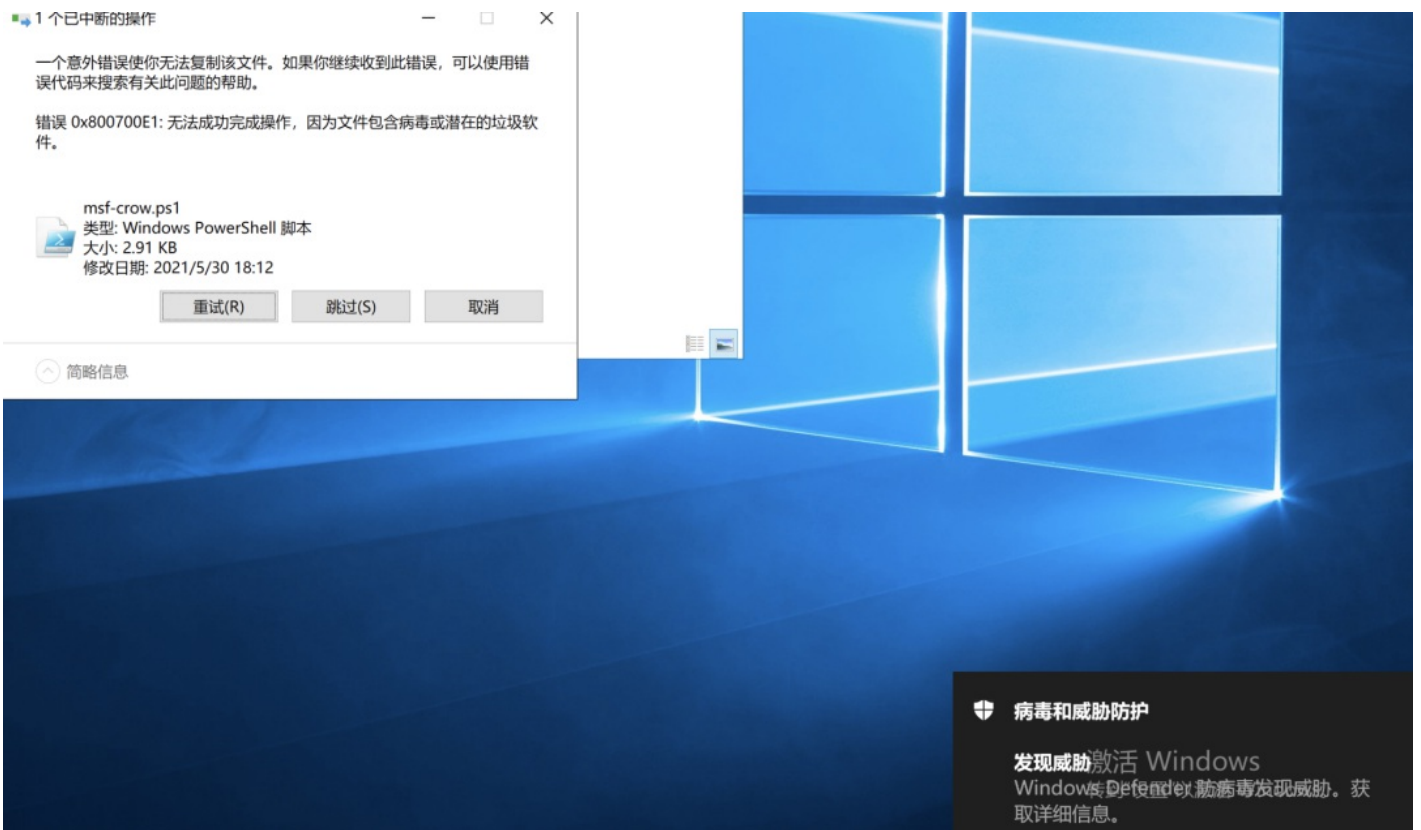 1 个已中断的操作
一个意外错误使你无法复制该文件。如果你继续收到此错误，可以使用错
误代码来搜索有关此问题的帮助。
错误 0x800700E1: 无法成功完成操作，因为文件包含病毒或潜在的垃圾软
件。
msf-crow.ps1
类型: Windows PowerShell 脚本
大小: 2.91 KB
修改日期: 2021/5/30 18:12
重试(R)
跳过(S)
取消
简略信息
病毒和威胁防护
发现威胁
激活 Windows
Windows Defender 防病毒发现威胁。获
取详细信息。